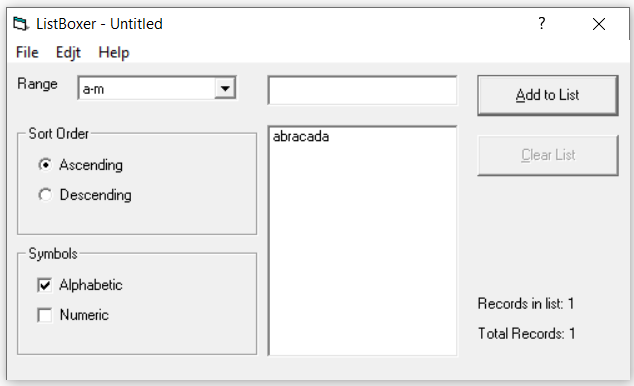 ListBoxer - Untitled
?
File Edjt Help
Range a-m
Add to List
Sort Order
Ascending
Descending
abracada
Clear List
Symbols
Alphabetic
Numeric
Records in list: 1
Total Records: 1